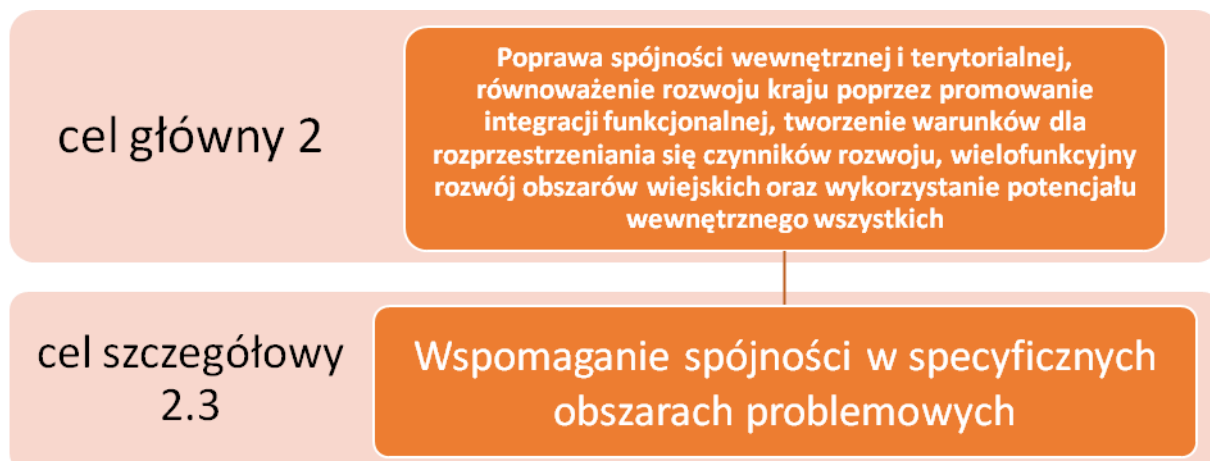 cel główny 2
Poprawa spójności wewnętrznej i terytorialnej,
równoważenie rozwoju kraju poprzez promowanie
integracji funkcjonalnej, tworzenie warunków dla
rozprzestrzeniania się czynników rozwoju, wielofunkcyjny
rozwój obszarów wiejskich oraz wykorzystanie potencjału
wewnętrznego wszystkich
cel szczegółowy
2.3
Wspomaganie spójności w specyficznych
obszarach problemowych